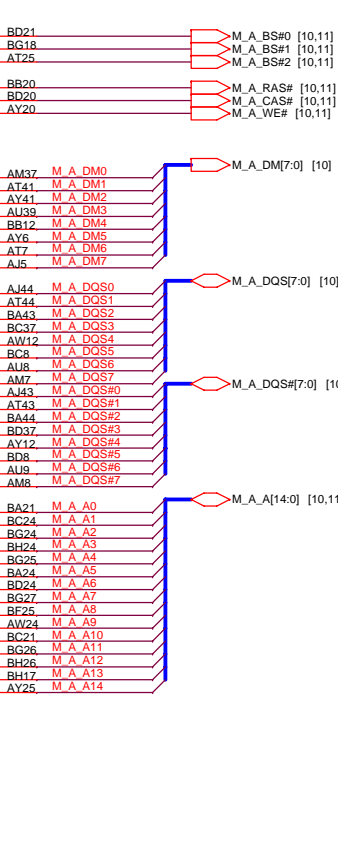 BD21 M_A_BS#0 [10,11]
BG18 M_A_BS#1 [10,11]
AT25 M_A_BS#2 [10,11]
BB20 M_A_RAS# [10,11]
BD20 M_A_CAS# [10,11]
AY20 M_A_WE# [10,11]
M_A_DM[7:0] [10]
AM37 M_A_DM0
AT41 M_A_DM1
AY41 M_A_DM2
AU39 M_A_DM3
BB12 M_A_DM4
AY6 M_A_DM5
AT7 M_A_DM6
AJ5 M_A_DM7
M_A_DQS[7:0] [10]
AJ44 M_A_DQS0
AT44 M_A_DQS1
BA43 M_A_DQS2
BC37 M_A_DQS3
AW12 M_A_DQS4
BC8 M_A_DQS5
AU8 M_A_DQS6
AM7 M_A_DQS7
M_A_DQS#[7:0] [10
AJ43 M_A_DQS#0
AT43 M_A_DQS#1
BA44 M_A_DQS#2
BD37 M_A_DQS#3
AY12 M_A_DQS#4
BD8 M_A_DQS#5
AU9 M_A_DQS#6
AM8 M_A_DQS#7
M_A_A[14:0] [10,11
BA21 M_A_A0
BC24 M_A_A1
BG24 M_A_A2
BH24 M_A_A3
BG25 M_A_A4
BA24 M_A_A5
BD24 M_A_A6
BG27 M_A_A7
BF25 M_A_A8
AW24 M_A_A9
BC21 M_A_A10
BG26 M_A_A11
BH26 M_A_A12
BH17 M_A_A13
AY25 M_A_A14